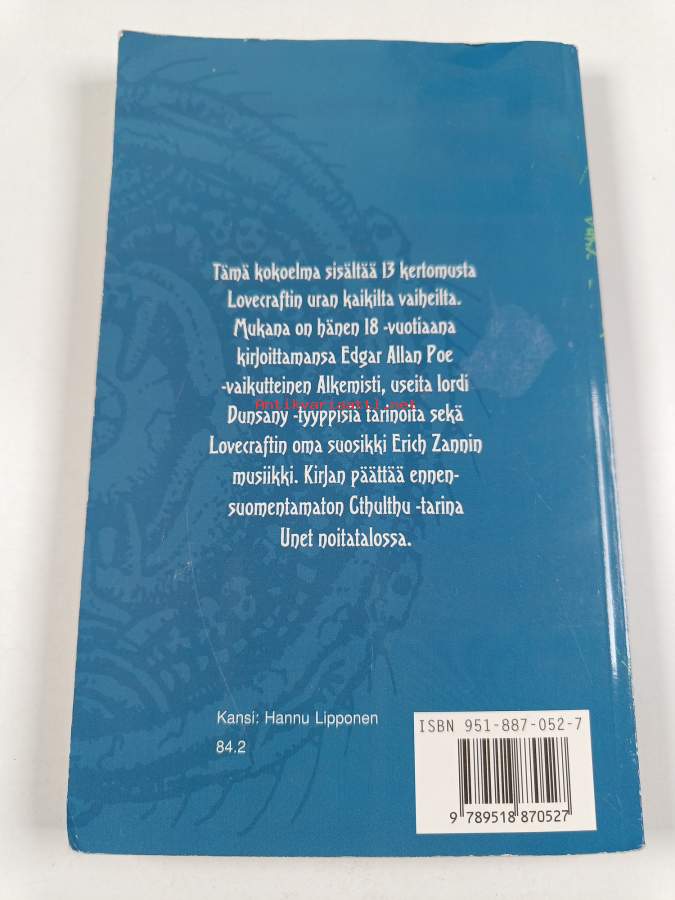 Tämä kokoelma sisältää 13 kertomusta
Lovecraftin uran kaikilta vaiheilta.
Mukana on hänen 18 -vuotiaana
kirjoittamansa Edgar Allan Poe
-vaikutteinen Alkemisti, useita lordi
Antikvariaatti.net
Dunsany -tyyppisiä tarinoita sekä
Lovecraftin oma suosikki Erich Zannin
musiikki. Kirjan päättää ennen-
suomentamaton Cthulthu -tarina
Unet noitatalossa.
Kansi: Hannu Lipponen
84.2
ISBN 951-887-052-7
9 789518 870527